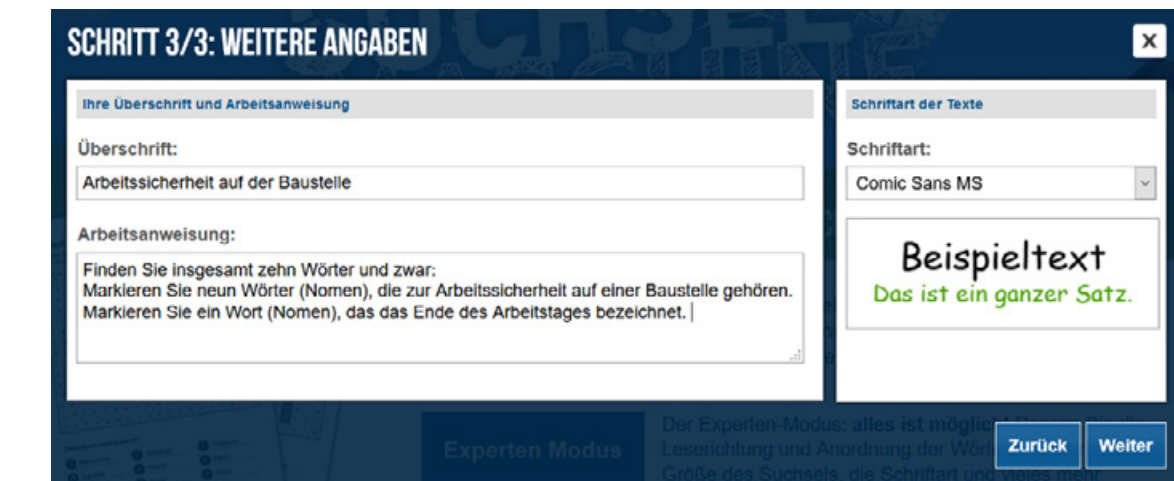 SCHRITT 3/3: WEITERE ANGABEN
X
Ihre Überschrift und Arbeitsanweisung
Überschrift:
Arbeitssicherheit auf der Baustelle
Arbeitsanweisung:
Finden Sie insgesamt zehn Wörter und zwar:
Markieren Sie neun Wörter (Nomen), die zur Arbeitssicherheit auf einer Baustelle gehören.
Markieren Sie ein Wort (Nomen), das das Ende des Arbeitstages bezeichnet.
Schriftart der Texte
Schriftart:
Comic Sans MS
Beispieltext
Das ist ein ganzer Satz.
Experten Modus
Der Experten-Modus: alles ist möglich
Leserichtung und Anordnung der
Größe des Suchsels, die Schriftart und vieles mehr
Zurück
Weiter